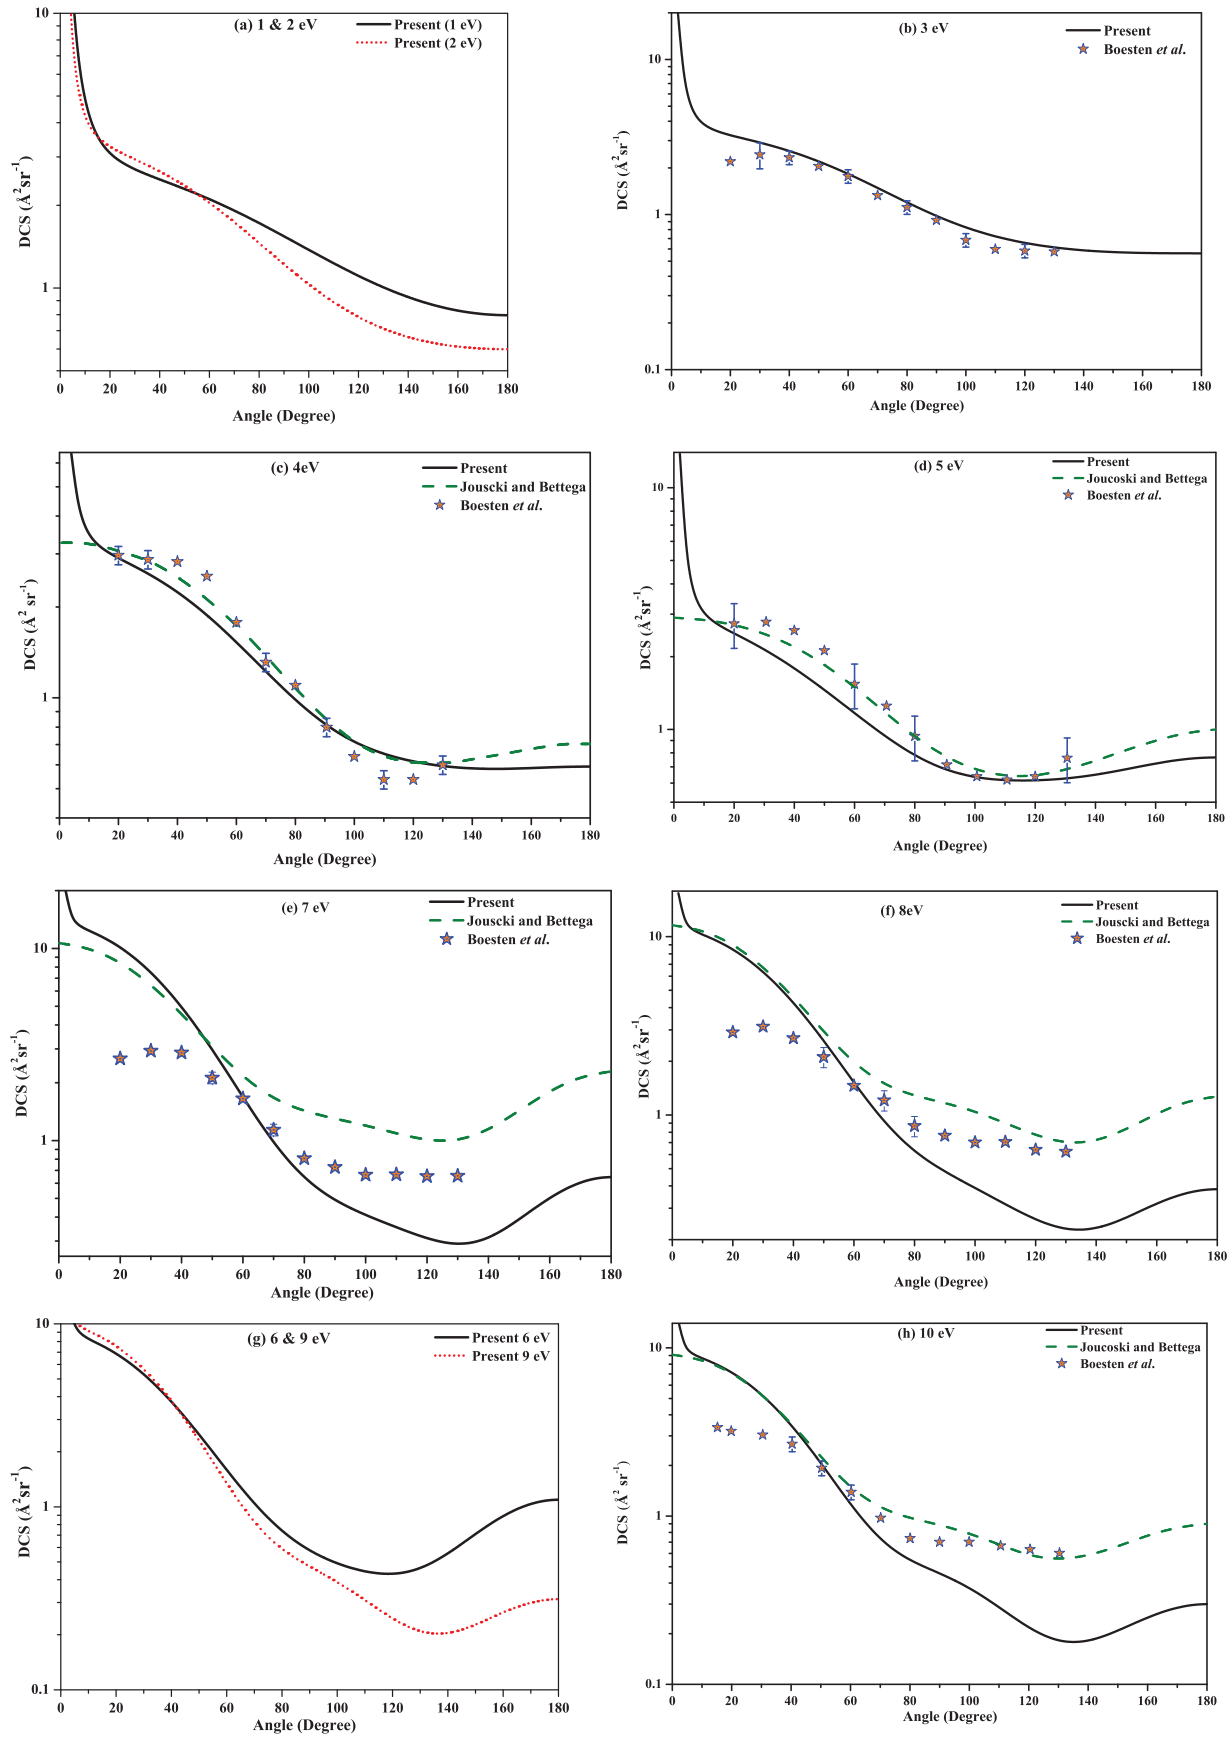 (a) 1 & 2 eV
Present (1 eV)
Present (2 eV)
10
1
DCS (Å²sr⁻¹)
0 20 40 60 80 100 120 140 160 180
Angle (Degree)
(b) 3 eV
Present
Boesten et al.
10
1
0.1
DCS (Å²sr⁻¹)
0 20 40 60 80 100 120 140 160 180
Angle (Degree)
(c) 4eV
Present
Jouscki and Bettega
Boesten et al.
1
DCS (Å² sr⁻¹)
0 20 40 60 80 100 120 140 160 180
Angle (Degree)
(d) 5 eV
Present
Joucoski and Bettega
Boesten et al.
10
1
DCS (Å²sr⁻¹)
0 20 40 60 80 100 120 140 160 180
Angle (Degree)
(e) 7 eV
Present
Jouscki and Bettega
Boesten et al.
10
1
DCS (Å²sr⁻¹)
0 20 40 60 80 100 120 140 160 180
Angle (Degree)
(f) 8eV
Present
Jouscki and Bettega
Boesten et al.
10
1
DCS (Å²sr⁻¹)
0 20 40 60 80 100 120 140 160 180
Angle (Degree)
(g) 6 & 9 eV
Present 6 eV
Present 9 eV
10
1
0.1
DCS (Å²sr⁻¹)
0 20 40 60 80 100 120 140 160 180
Angle (Degree)
(h) 10 eV
Present
Joucoski and Bettega
Boesten et al.
10
1
0.1
DCS (Å²sr⁻¹)
0 20 40 60 80 100 120 140 160 180
Angle (Degree)